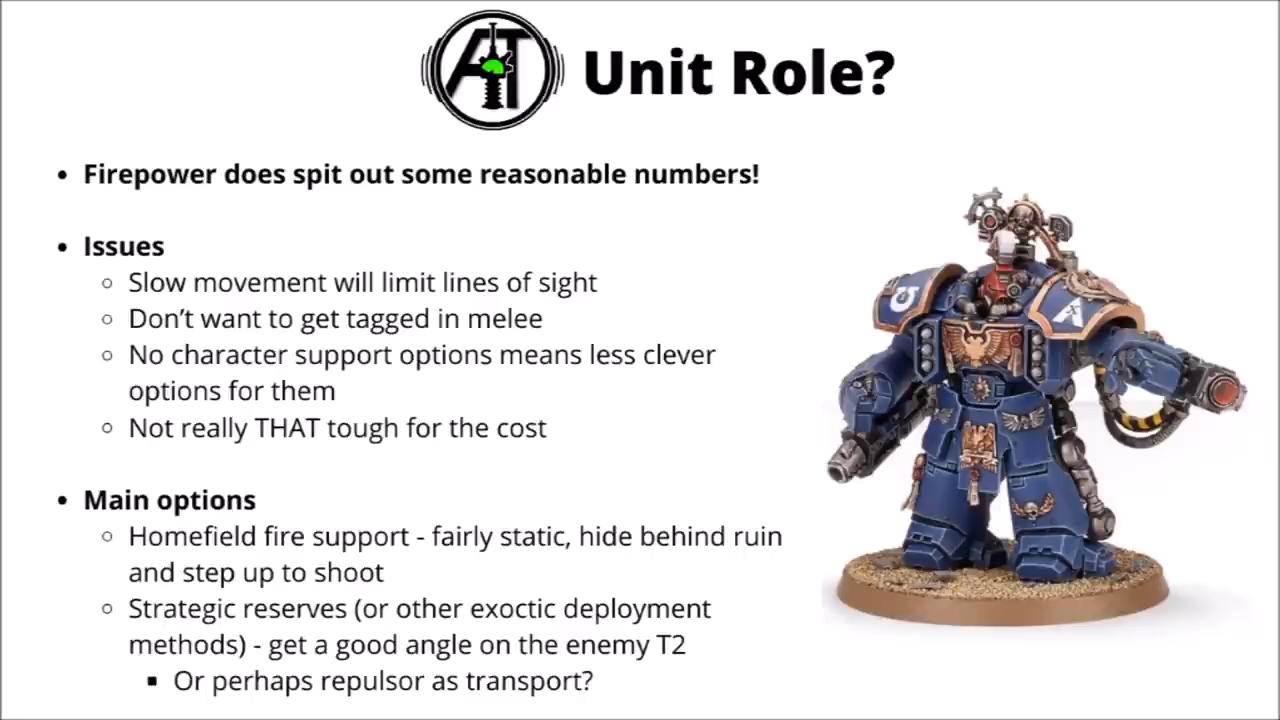 AT Unit Role?
• Firepower does spit out some reasonable numbers!
• Issues
○ Slow movement will limit lines of sight
○ Don’t want to get tagged in melee
○ No character support options means less clever
options for them
○ Not really THAT tough for the cost
• Main options
○ Homefield fire support - fairly static, hide behind ruin
and step up to shoot
○ Strategic reserves (or other exoctic deployment
methods) - get a good angle on the enemy T2
▪ Or perhaps repulsor as transport?